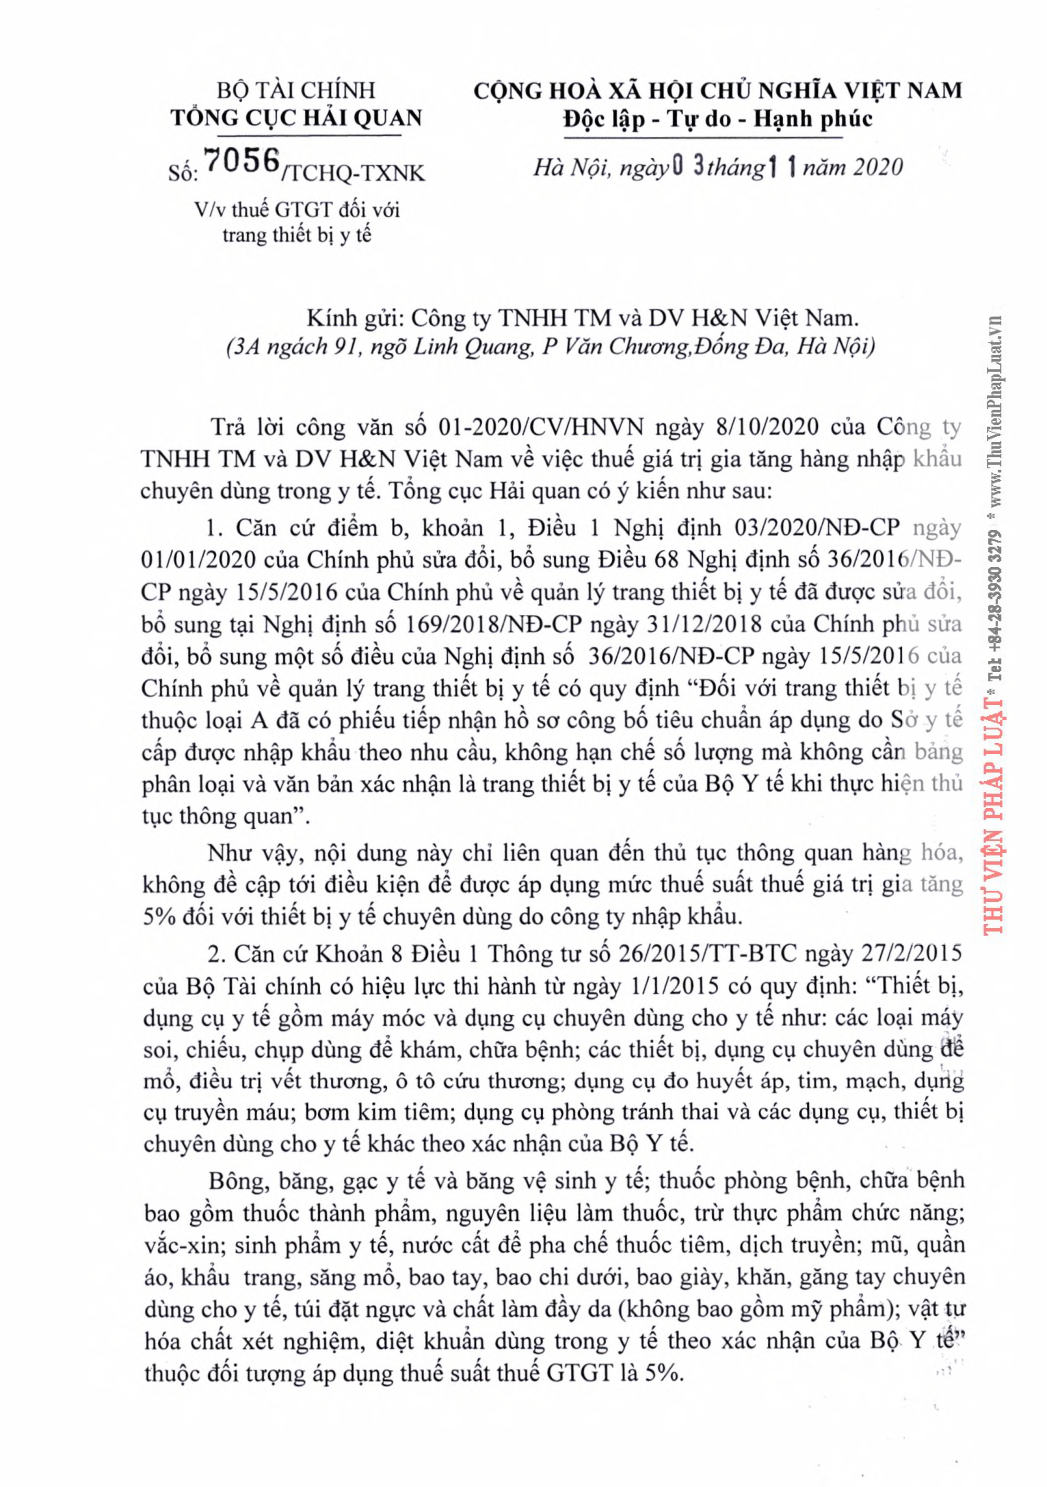 BỘ TÀI CHÍNH
TỔNG CỤC HẢI QUAN
Số: 7056/TCHQ-TXNK
V/v thuế GTGT đối với
trang thiết bị y tế
CỘNG HOÀ XÃ HỘI CHỦ NGHĨA VIỆT NAM
Độc lập - Tự do - Hạnh phúc
Hà Nội, ngày 03 tháng 11 năm 2020
Kính gửi: Công ty TNHH TM và DV H&N Việt Nam.
(3A ngách 91, ngõ Linh Quang, P Văn Chương,Đống Đa, Hà Nội)
Trả lời công văn số 01-2020/CV/HNVN ngày 8/10/2020 của Công ty
TNHH TM và DV H&N Việt Nam về việc thuế giá trị gia tăng hàng nhập khẩu
chuyên dùng trong y tế. Tổng cục Hải quan có ý kiến như sau:
1. Căn cứ điểm b, khoản 1, Điều 1 Nghị định 03/2020/NĐ-CP ngày
01/01/2020 của Chính phủ sửa đổi, bổ sung Điều 68 Nghị định số 36/2016/NĐ-
CP ngày 15/5/2016 của Chính phủ về quản lý trang thiết bị y tế đã được sửa đổi,
bổ sung tại Nghị định số 169/2018/NĐ-CP ngày 31/12/2018 của Chính phủ sửa
đổi, bổ sung một số điều của Nghị định số 36/2016/NĐ-CP ngày 15/5/2016 của
Chính phủ về quản lý trang thiết bị y tế có quy định “Đối với trang thiết bị y tế
thuộc loại A đã có phiếu tiếp nhận hồ sơ công bố tiêu chuẩn áp dụng do Sở y tế
cấp được nhập khẩu theo nhu cầu, không hạn chế số lượng mà không cần bảng
phân loại và văn bản xác nhận là trang thiết bị y tế của Bộ Y tế khi thực hiện thủ
tục thông quan”.
Như vậy, nội dung này chỉ liên quan đến thủ tục thông quan hàng hóa,
không đề cập tới điều kiện để được áp dụng mức thuế suất thuế giá trị gia tăng
5% đối với thiết bị y tế chuyên dùng do công ty nhập khẩu.
2. Căn cứ Khoản 8 Điều 1 Thông tư số 26/2015/TT-BTC ngày 27/2/2015
của Bộ Tài chính có hiệu lực thi hành từ ngày 1/1/2015 có quy định: “Thiết bị,
dụng cụ y tế gồm máy móc và dụng cụ chuyên dùng cho y tế như: các loại máy
soi, chiếu, chụp dùng để khám, chữa bệnh; các thiết bị, dụng cụ chuyên dùng để
mổ, điều trị vết thương, ô tô cứu thương; dụng cụ đo huyết áp, tim, mạch, dụng
cụ truyền máu; bơm kim tiêm; dụng cụ phòng tránh thai và các dụng cụ, thiết bị
chuyên dùng cho y tế khác theo xác nhận của Bộ Y tế.
Bông, băng, gạc y tế và băng vệ sinh y tế; thuốc phòng bệnh, chữa bệnh
bao gồm thuốc thành phẩm, nguyên liệu làm thuốc, trừ thực phẩm chức năng;
vắc-xin; sinh phẩm y tế, nước cất để pha chế thuốc tiêm, dịch truyền; mũ, quần
áo, khẩu trang, săng mổ, bao tay, bao chi dưới, bao giày, khăn, găng tay chuyên
dùng cho y tế, túi đặt ngực và chất làm đầy da (không bao gồm mỹ phẩm); vật tư
hóa chất xét nghiệm, diệt khuẩn dùng trong y tế theo xác nhận của Bộ Y tế”
thuộc đối tượng áp dụng thuế suất thuế GTGT là 5%.
THƯ VIỆN PHÁP LUẬT * Tel: +84-28-3930 3279 * www.ThuVienPhapLuat.vn